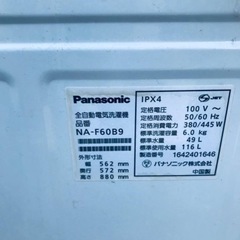 Panasonic
全自動電気洗濯機
品番
NA-F60B9
外形寸法
幅 562 mm
奥行 572 mm
高さ 880 mm
IPX4
JET
定格電圧 100 V~
定格周波数 50/60 Hz
定格消費電力 380/445 W
標準洗濯容量 6.0 kg
標準水量 49 L
標準使用水量 116 L
1642401646
パナソニック株式会社
中国製